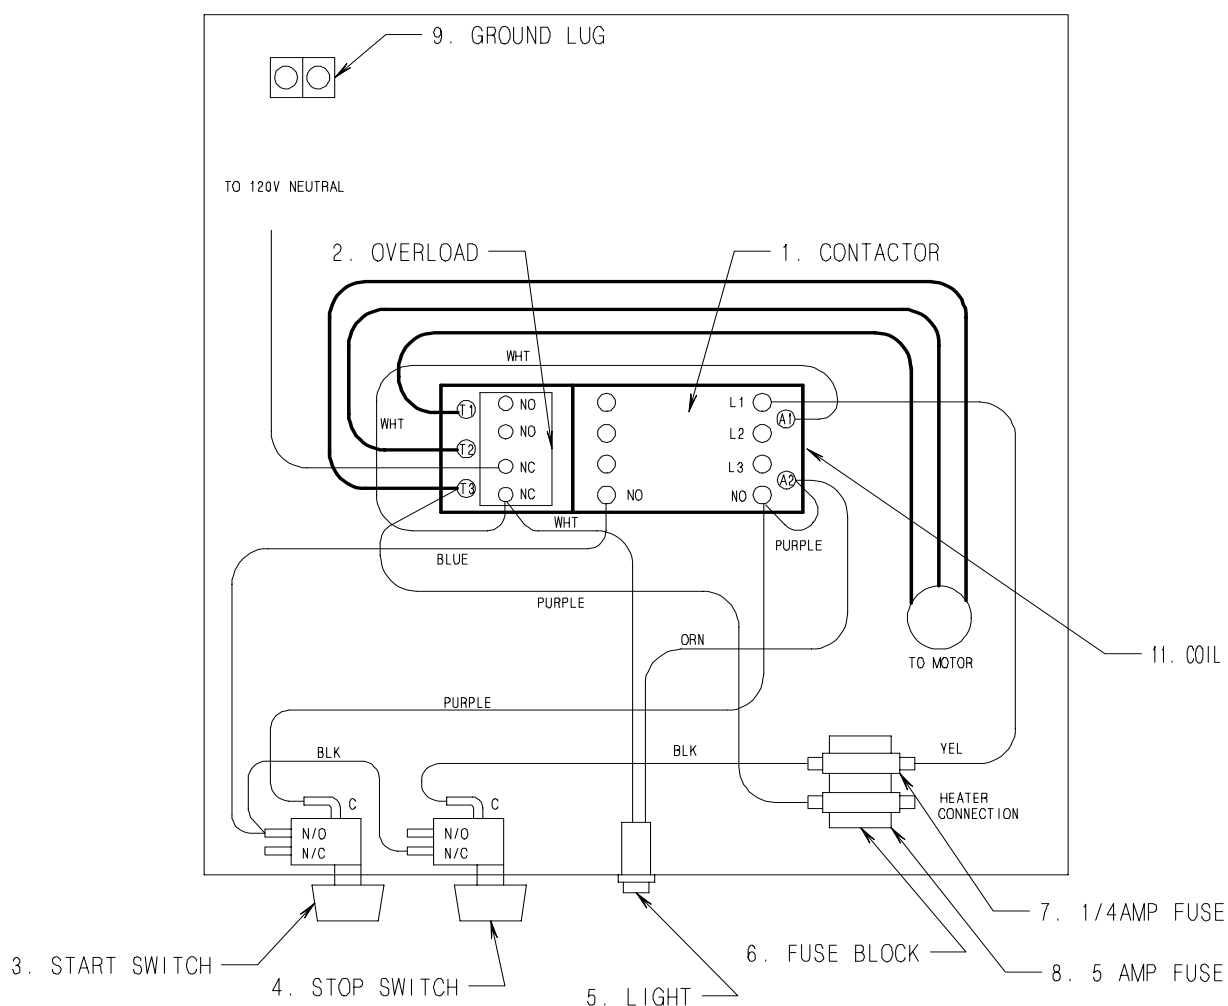 9. GROUND LUG
TO 120V NEUTRAL
2. OVERLOAD
1. CONTACTOR
WHT
WHT
T1
NO
L1
A1
NO
L2
T2
NC
L3
A2
T3
NC
NO
NO
WHT
BLUE
PURPLE
PURPLE
ORN
TO MOTOR
11. COIL
PURPLE
BLK
BLK
YEL
C
C
HEATER
CONNECTION
N/O
N/C
N/O
N/C
7. 1/4AMP FUSE
6. FUSE BLOCK
3. START SWITCH
8. 5 AMP FUSE
4. STOP SWITCH
5. LIGHT